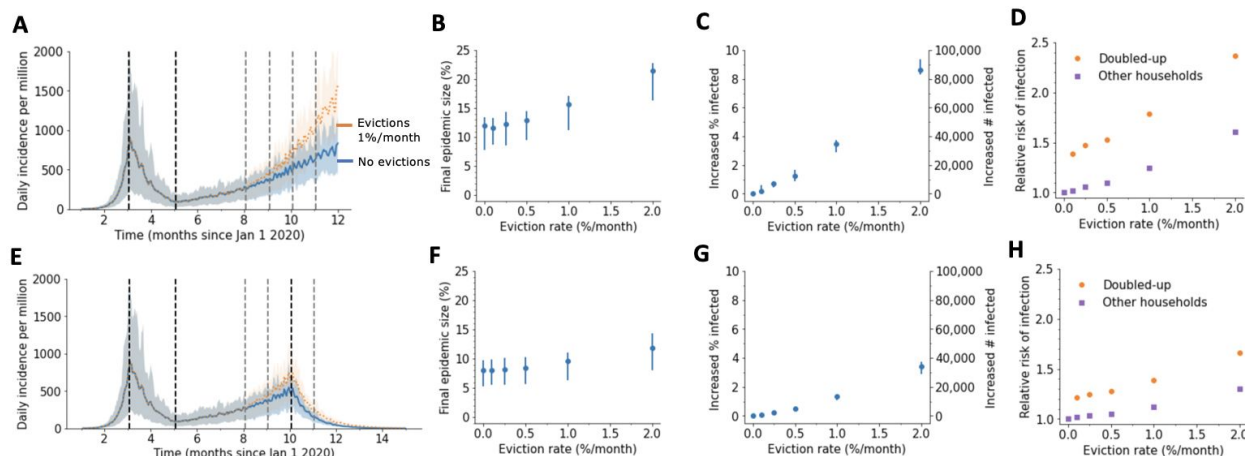 A
Daily incidence per million
2000
1500
1000
500
0
2 4 6 8 10 12
Time (months since Jan 1 2020)
Evictions
1%/month
No evictions
B
Final epidemic size (%)
25
20
15
10
5
0
0.0 0.5 1.0 1.5 2.0
Eviction rate (%/month)
C
Increased % infected
10
8
6
4
2
0
0.0 0.5 1.0 1.5 2.0
Eviction rate (%/month)
100,000
80,000
60,000
40,000
20,000
0
Increased # infected
D
Relative risk of infection
2.5
2.0
1.5
1.0
Doubled-up
Other households
0.0 0.5 1.0 1.5 2.0
Eviction rate (%/month)
E
Daily incidence per million
2000
1500
1000
500
0
2 4 6 8 10 12 14
Time (months since Jan 1 2020)
F
Final epidemic size (%)
25
20
15
10
5
0
0.0 0.5 1.0 1.5 2.0
Eviction rate (%/month)
G
Increased % infected
10
8
6
4
2
0
0.0 0.5 1.0 1.5 2.0
Eviction rate (%/month)
100,000
80,000
60,000
40,000
20,000
0
Increased # infected
H
Relative risk of infection
2.5
2.0
1.5
1.0
Doubled-up
Other households
0.0 0.5 1.0 1.5 2.0
Eviction rate (%/month)